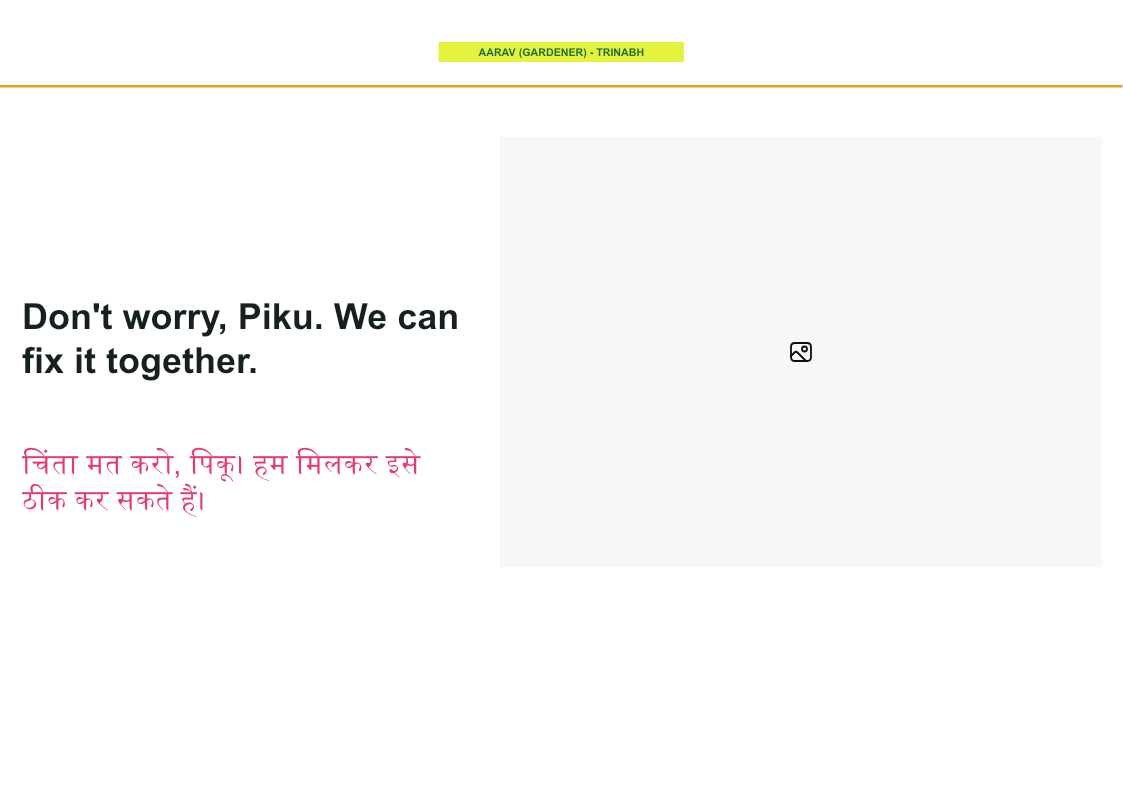 AARAV (GARDENER) - TRINABH
Don't worry, Piku. We can
fix it together.
चिंता मत करो, पिकू। हम मिलकर इसे
ठीक कर सकते हैं।